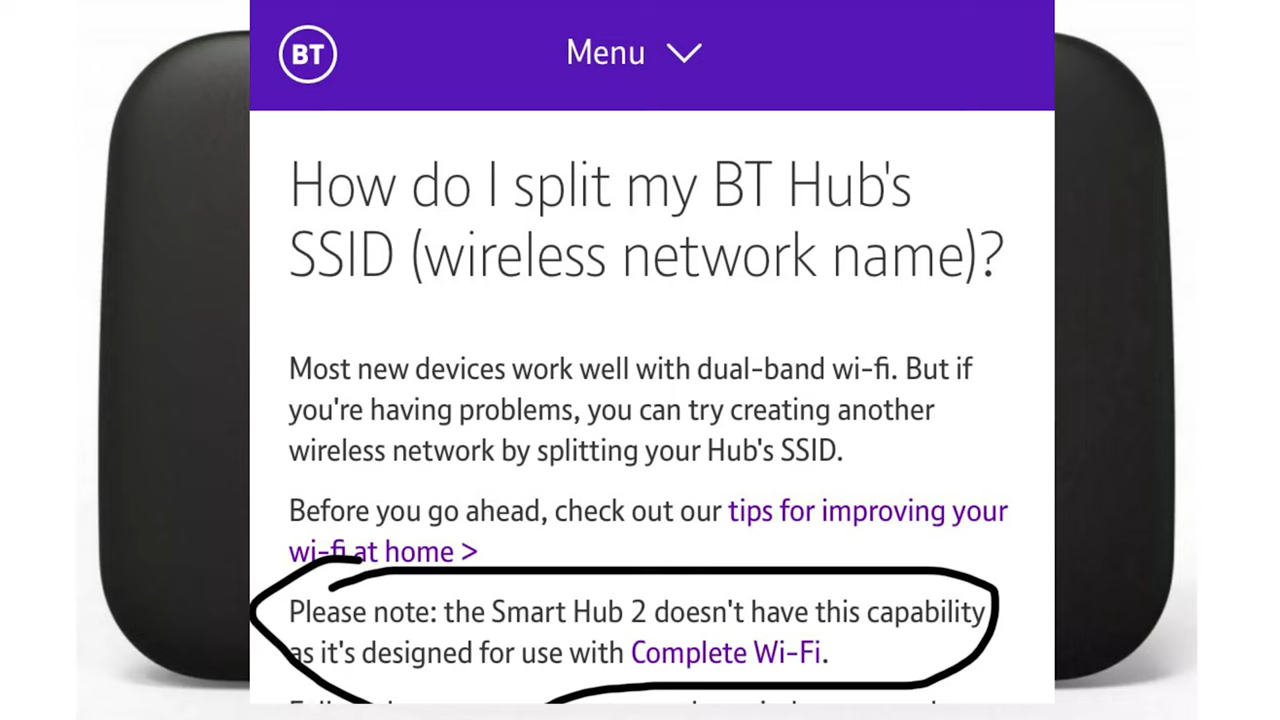 BT
Menu
How do I split my BT Hub's
SSID (wireless network name)?
Most new devices work well with dual-band wi-fi. But if
you're having problems, you can try creating another
wireless network by splitting your Hub's SSID.
Before you go ahead, check out our tips for improving your
wi-fi at home >
Please note: the Smart Hub 2 doesn't have this capability
as it's designed for use with Complete Wi-Fi.